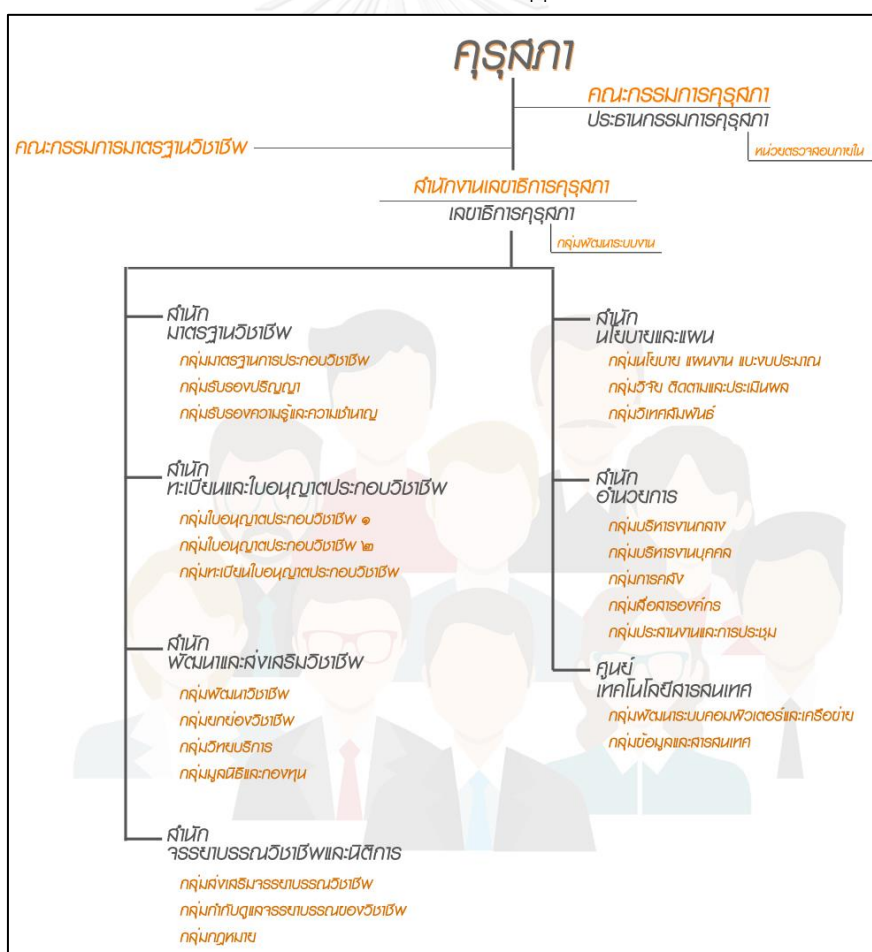 คุรุสภา
คณะกรรมการคุรุสภา
ประธานกรรมการคุรุสภา
หน่วยตรวจสอบภายใน
คณะกรรมการมาตรฐานวิชาชีพ
สำนักงานเลขาธิการคุรุสภา
เลขาธิการคุรุสภา
กลุ่มพัฒนาระบบงาน
สำนัก
มาตรฐานวิชาชีพ
กลุ่มมาตรฐานการประกอบวิชาชีพ
กลุ่มรับรองปริญญา
กลุ่มรับรองความรู้และความชำนาญ
สำนัก
ทะเบียนและใบอนุญาตประกอบวิชาชีพ
กลุ่มใบอนุญาตประกอบวิชาชีพ ๑
กลุ่มใบอนุญาตประกอบวิชาชีพ ๒
กลุ่มทะเบียนใบอนุญาตประกอบวิชาชีพ
สำนัก
พัฒนาและส่งเสริมวิชาชีพ
กลุ่มพัฒนาวิชาชีพ
กลุ่มยกย่องวิชาชีพ
กลุ่มวิทยบริการ
กลุ่มมูลนิธิและกองทุน
สำนัก
จรรยาบรรณวิชาชีพและนิติการ
กลุ่มส่งเสริมจรรยาบรรณวิชาชีพ
กลุ่มกำกับดูแลจรรยาบรรณของวิชาชีพ
กลุ่มกฎหมาย
สำนัก
นโยบายและแผน
กลุ่มนโยบาย แผนงาน และงบประมาณ
กลุ่มวิจัย ติดตามและประเมินผล
กลุ่มวิเทศสัมพันธ์
สำนัก
อำนวยการ
กลุ่มบริหารงานกลาง
กลุ่มบริหารงานบุคคล
กลุ่มการคลัง
กลุ่มสื่อสารองค์กร
กลุ่มประสานงานและการประชุม
ศูนย์
เทคโนโลยีสารสนเทศ
กลุ่มพัฒนาระบบคอมพิวเตอร์และเครือข่าย
กลุ่มข้อมูลและสารสนเทศ